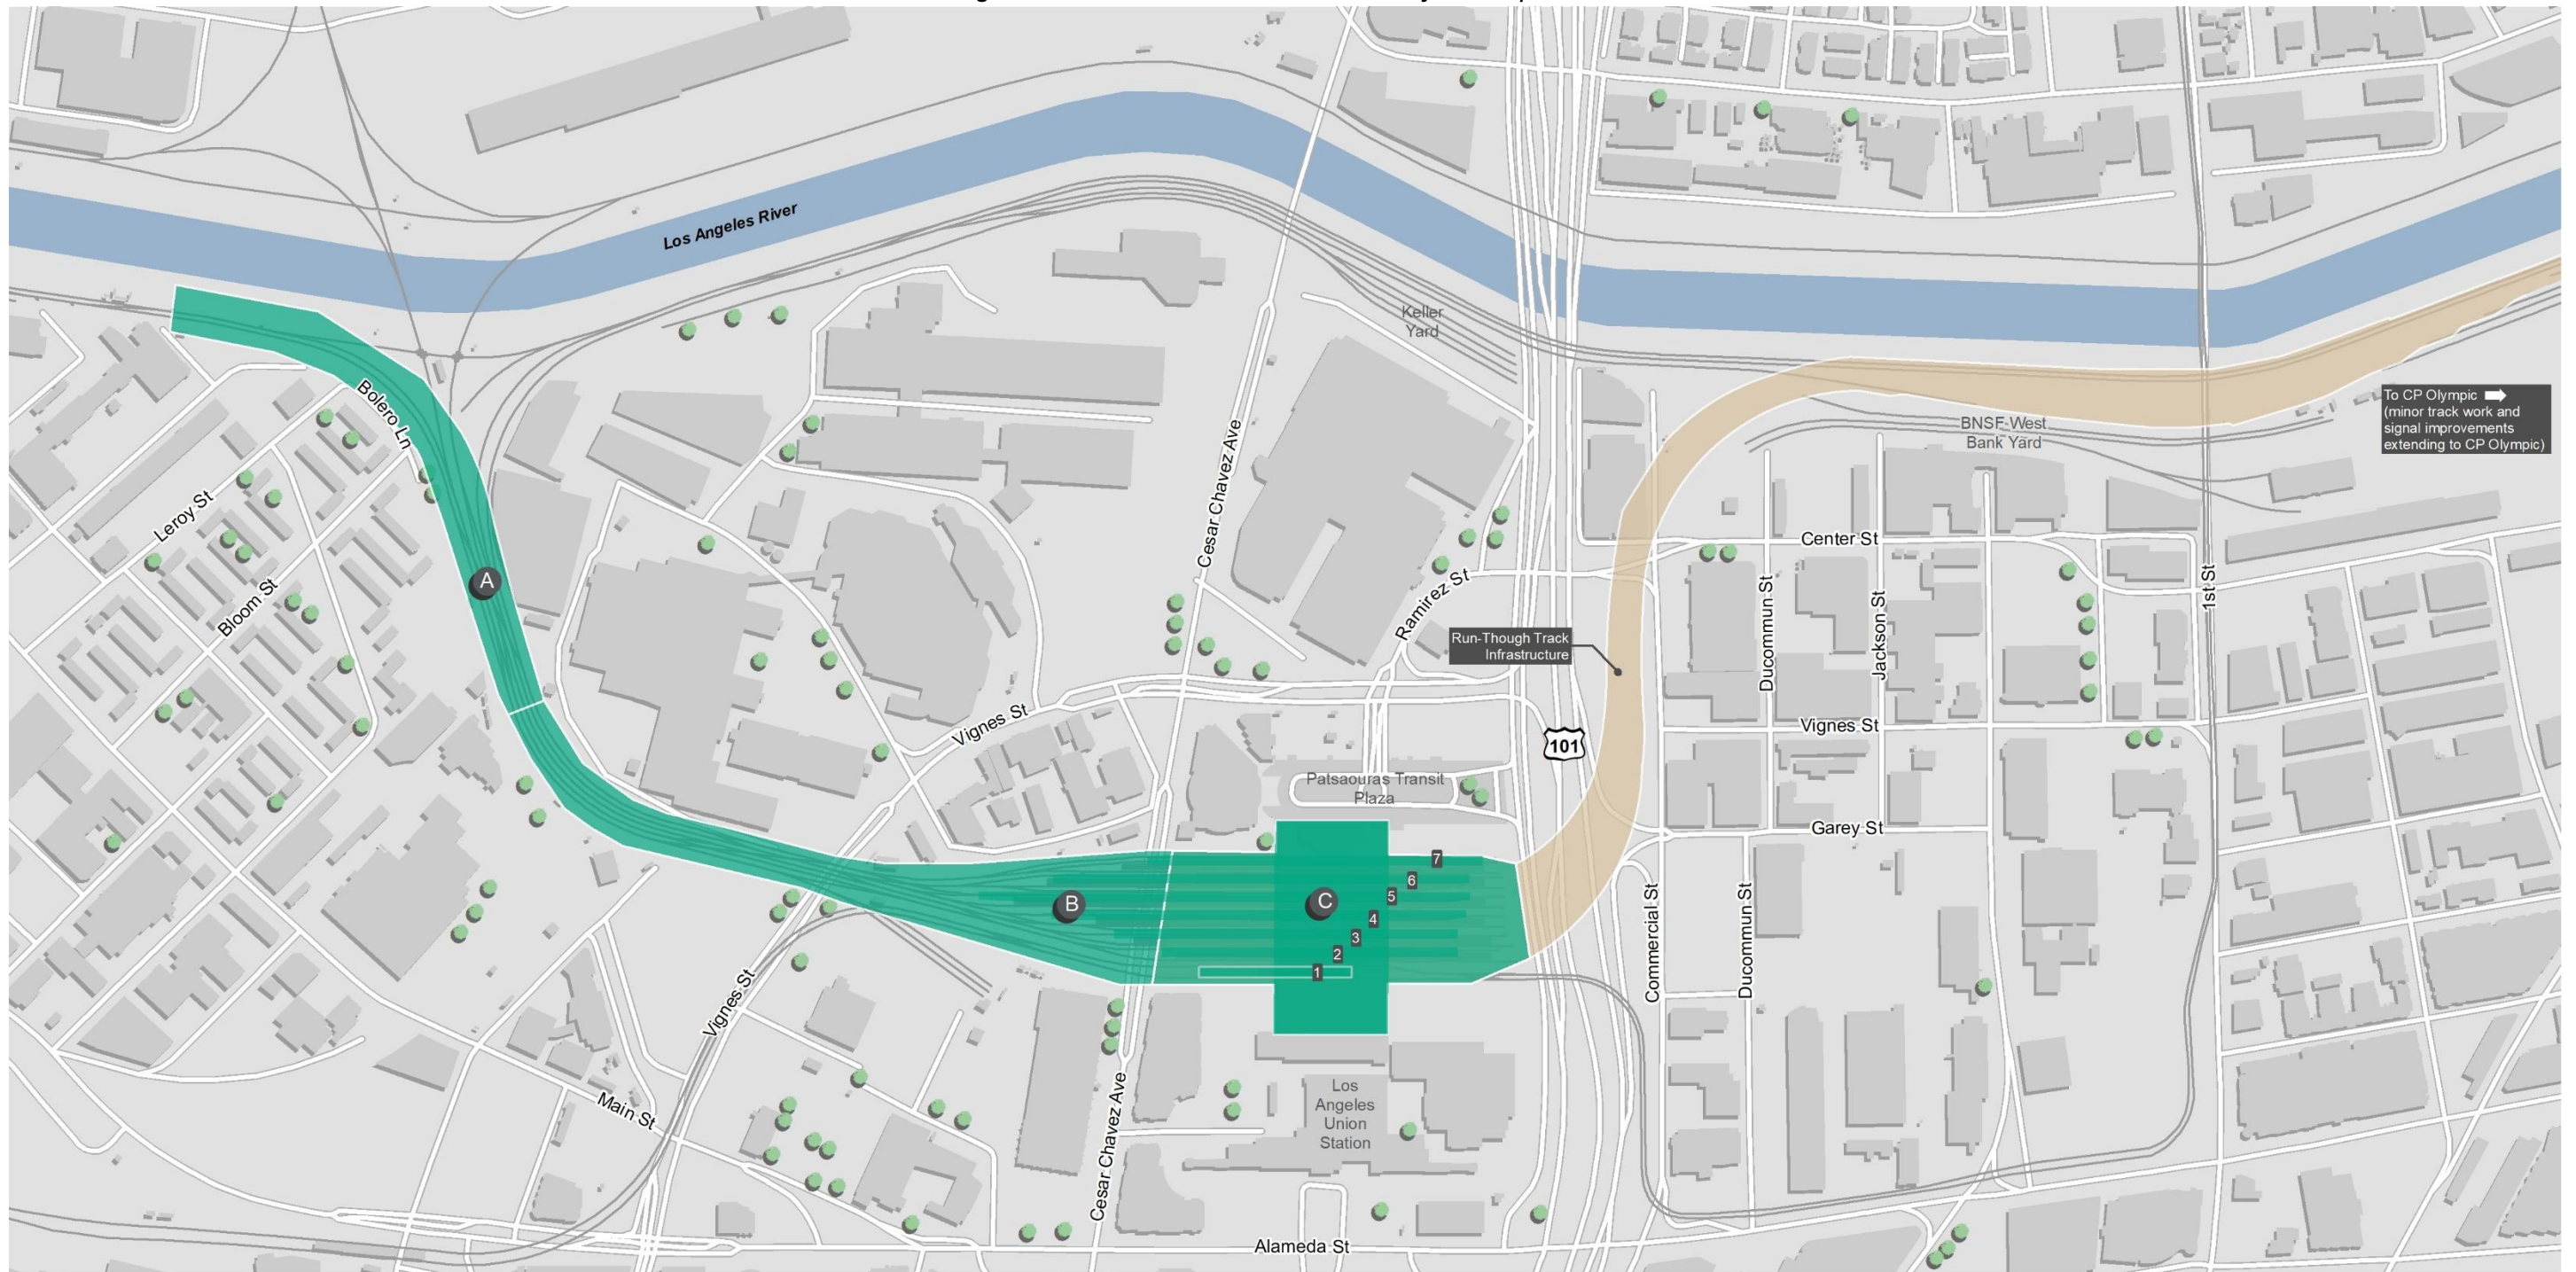 Los Angeles River
Keller
Yard
To CP Olympic
(minor track work and
signal improvements
extending to CP Olympic)
Bolero Ln
BNSF West
Bank Yard
Cesar Chavez Ave
Leroy St
Center St
A
Bloom St
Ramirez St
Ducommun St
Jackson St
1st St
Run-Though Track
Infrastructure
Vignes St
Vignes St
101
Patsaouras Transit
Plaza
Garey St
7
6
5
B
C
4
3
2
1
Commercial St
Ducommun St
Vignes St
Main St
Cesar Chavez Ave
Los
Angeles
Union
Station
Alameda St